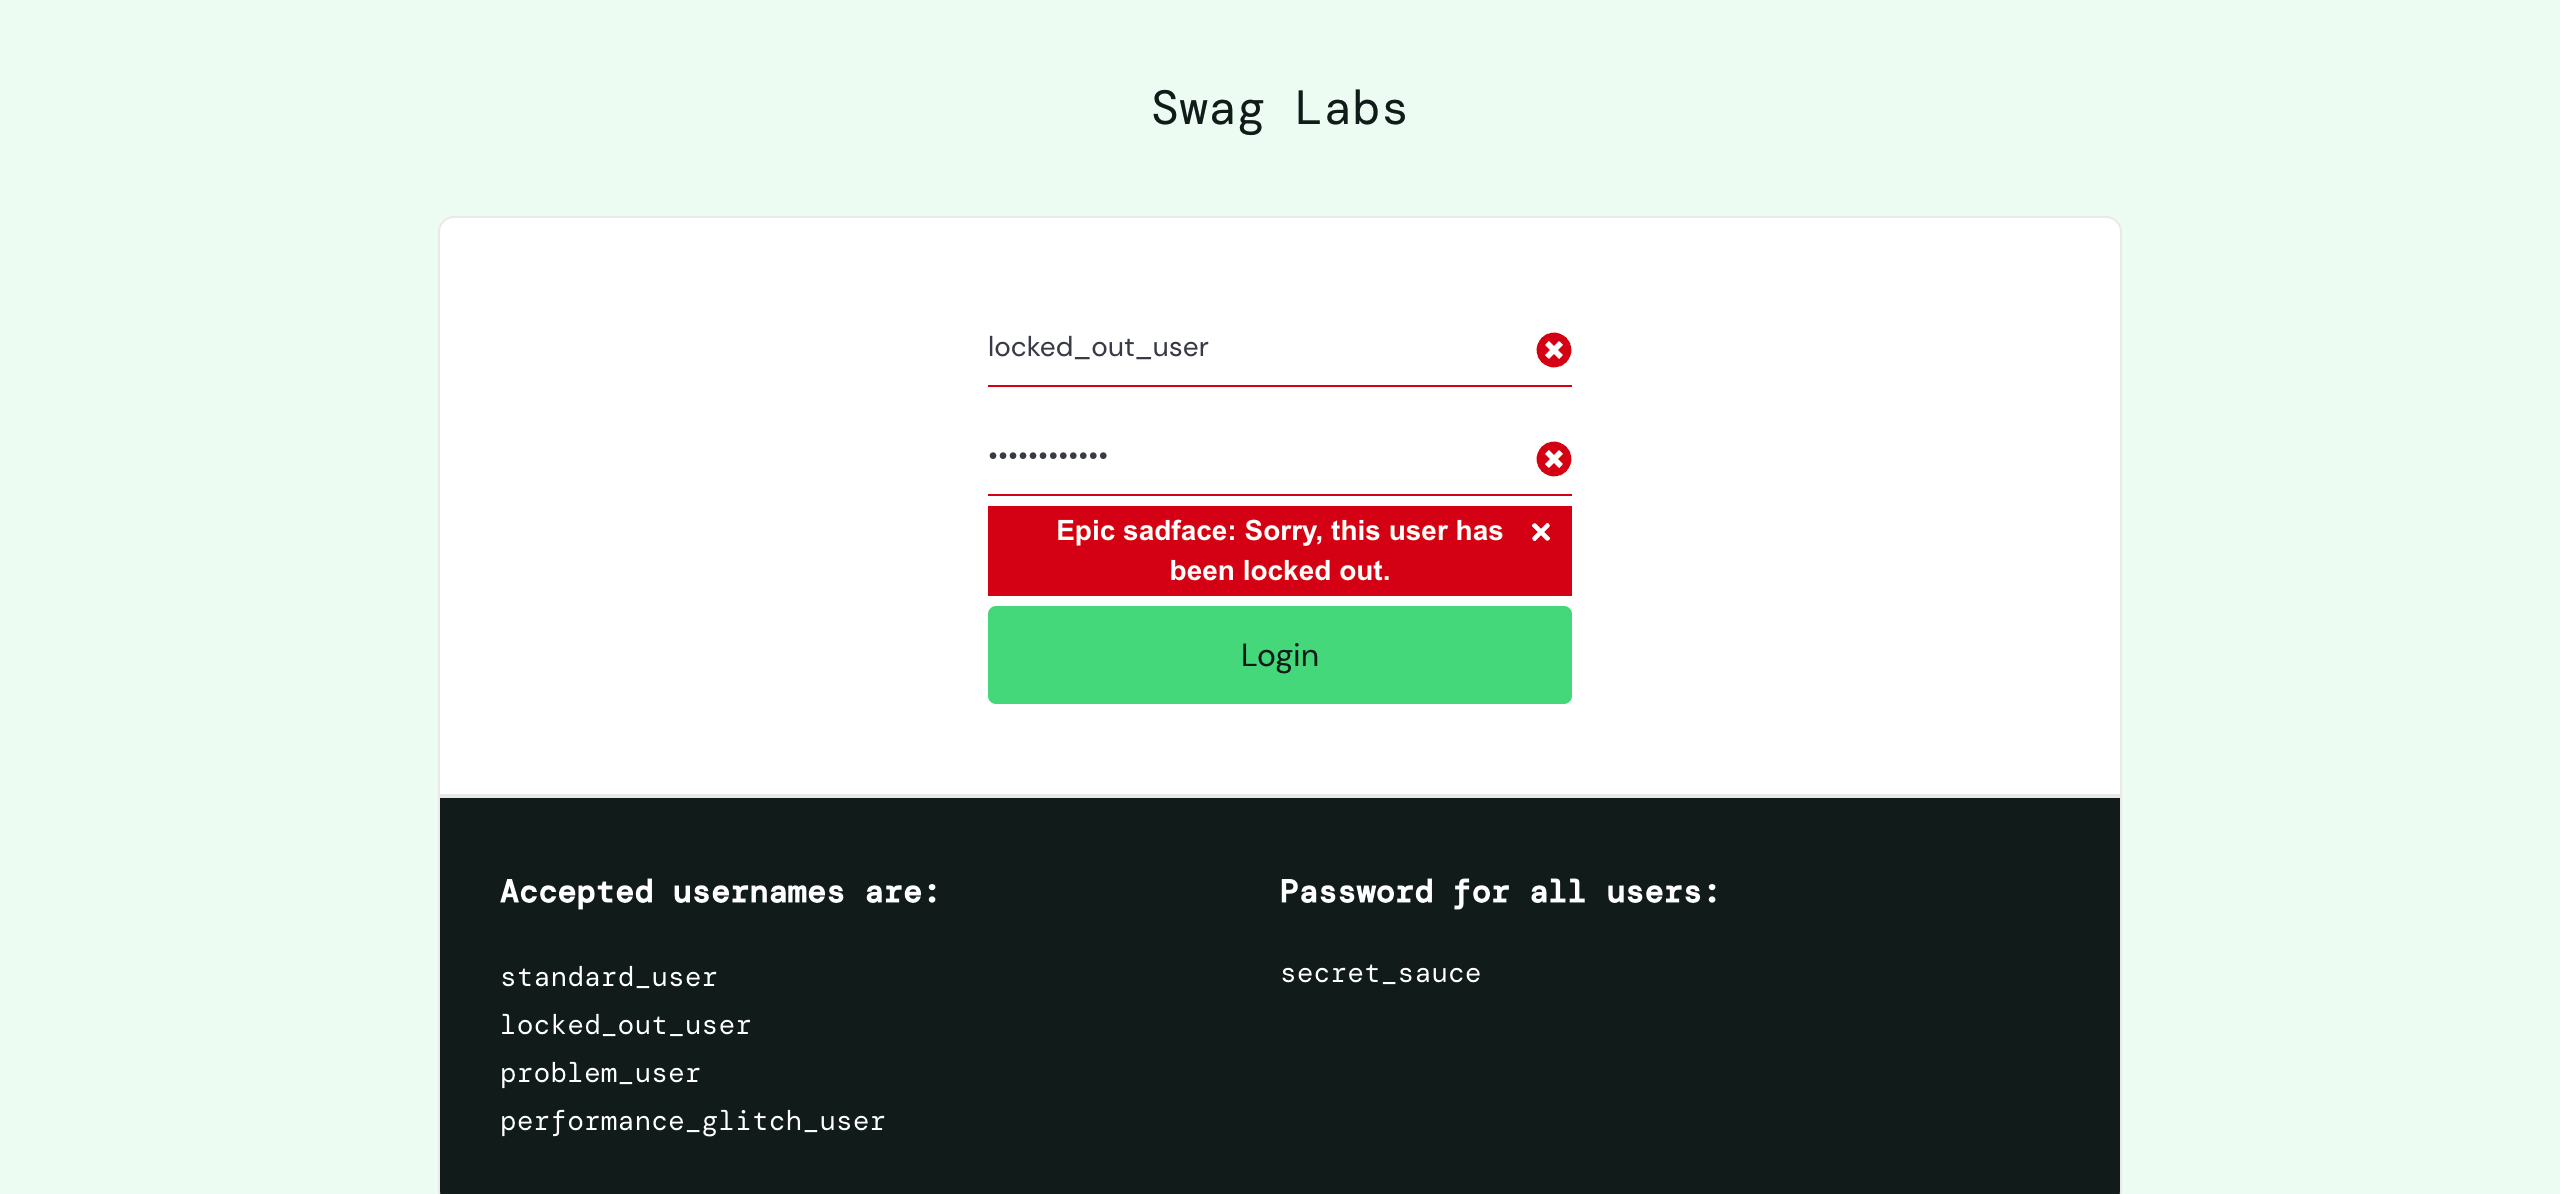 Swag Labs
locked_out_user
••••••••••••
Epic sadface: Sorry, this user has
been locked out.
Login
Accepted usernames are:
standard_user
locked_out_user
problem_user
performance_glitch_user
Password for all users:
secret_sauce